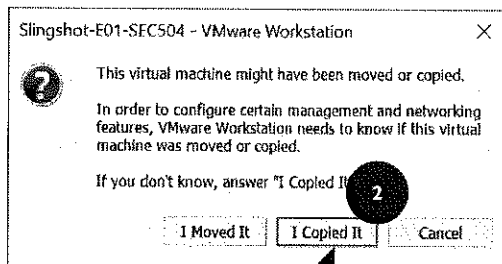 Slingshot-E01-SEC504 - VMware Workstation
This virtual machine might have been moved or copied.
In order to configure certain management and networking
features, VMware Workstation needs to know if this virtual
machine was moved or copied.
If you don't know, answer "I Copied It
2
I Moved It I Copied It Cancel